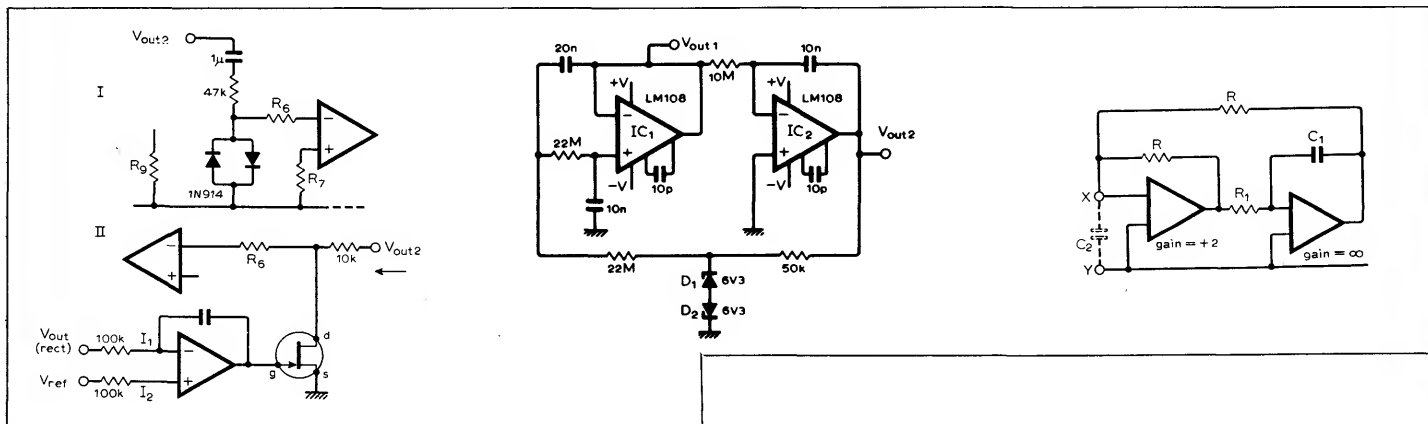 Vout2
1μ
47k
I
R6
R9
1N914
R7
−
+
II
−
+
R6
10k
Vout2
Vout
(rect)
100k
I1
−
+
Vref
100k
I2
g
d
s
20n
Vout1
10M
10n
+V
LM108
IC1
−
+
−V
10p
22M
10n
+V
LM108
IC2
−
+
−V
10p
Vout2
22M
50k
D1
6V3
D2
6V3
R
R
C1
X
R1
C2
gain = +2
gain = ∞
Y